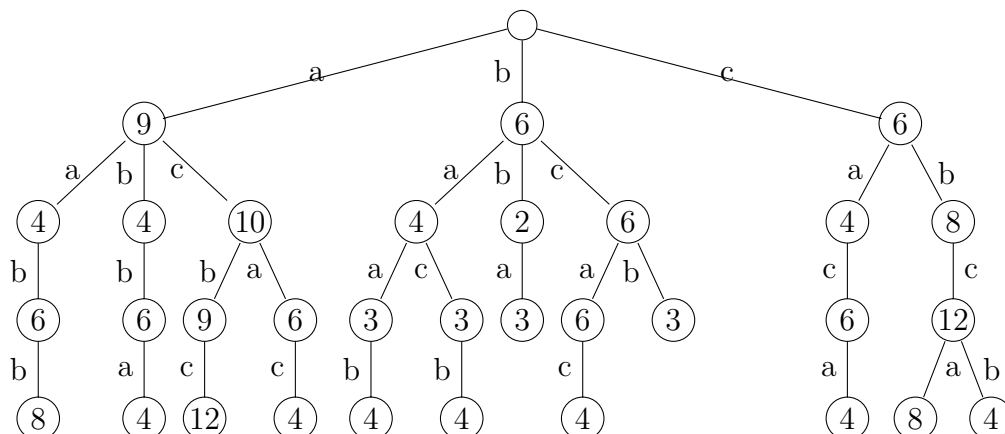 a b c
9 6 6
a b c a b c a b
4 4 10 4 2 6 4 8
b b b a a c a a b c c
6 6 9 6 3 3 3 6 3 6 12
b a c c b b c a a b
8 4 12 4 4 4 4 4 8 4